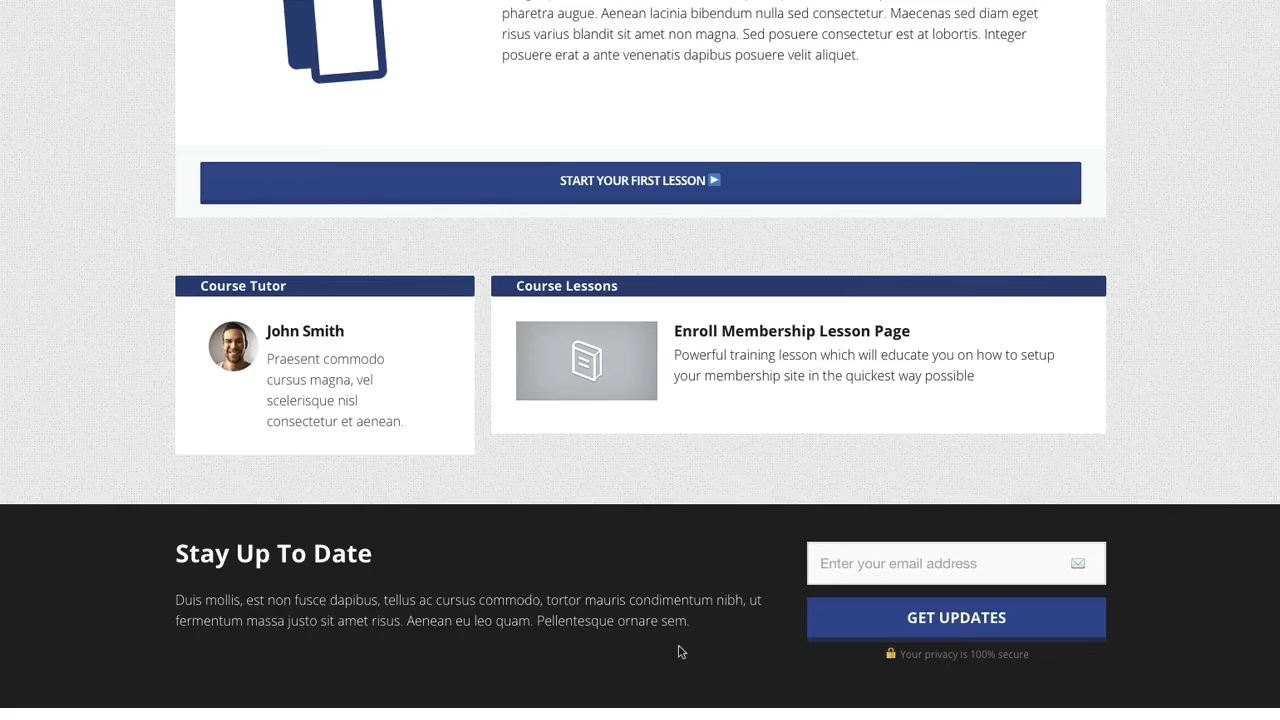 pharetra augue. Aenean lacinia bibendum nulla sed consectetur. Maecenas sed diam eget
risus varius blandit sit amet non magna. Sed posuere consectetur est at lobortis. Integer
posuere erat a ante venenatis dapibus posuere velit aliquet.
START YOUR FIRST LESSON
Course Tutor
John Smith
Praesent commodo
cursus magna, vel
scelerisque nisl
consectetur et aenean.
Course Lessons
Enroll Membership Lesson Page
Powerful training lesson which will educate you on how to setup
your membership site in the quickest way possible
Stay Up To Date
Duis mollis, est non fusce dapibus, tellus ac cursus commodo, tortor mauris condimentum nibh, ut
fermentum massa justo sit amet risus. Aenean eu leo quam. Pellentesque ornare sem.
Enter your email address
GET UPDATES
Your privacy is 100% secure